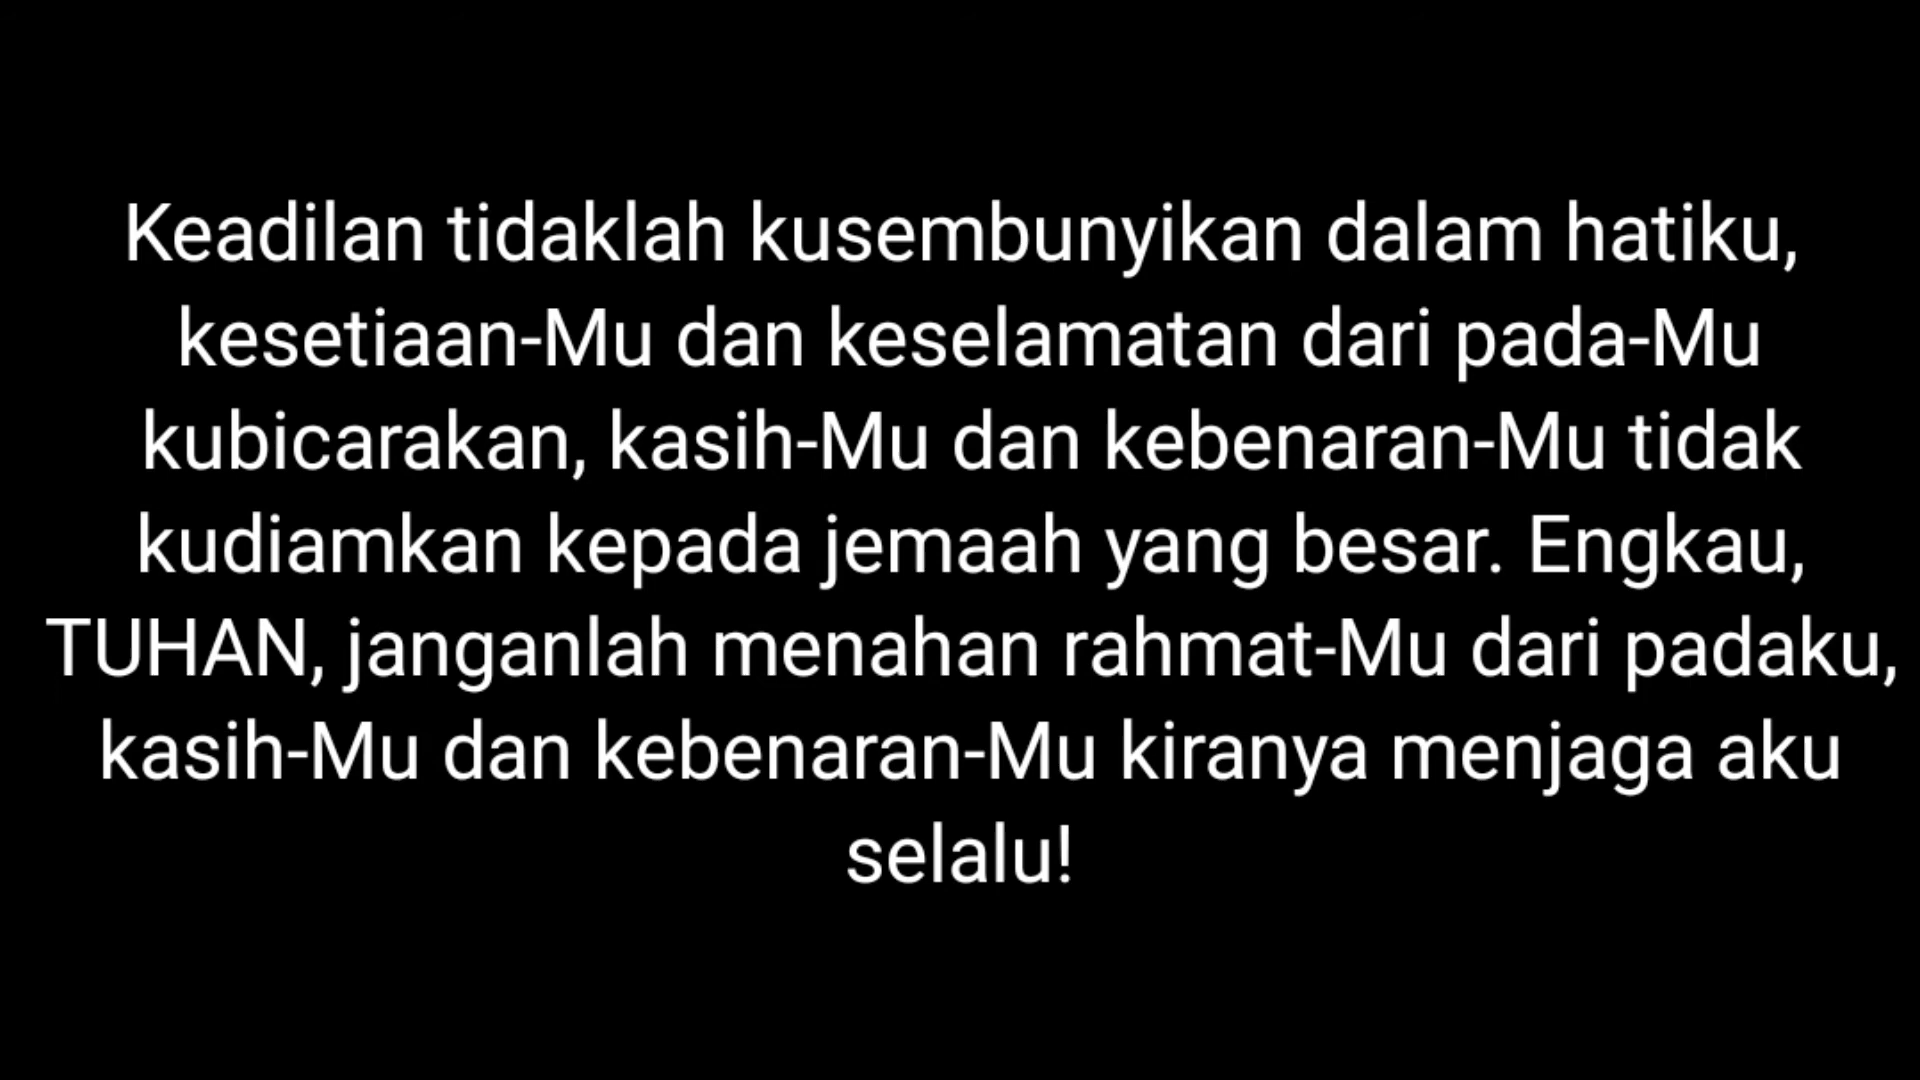 Keadilan tidaklah kusembunyikan dalam hatiku,
kesetiaan-Mu dan keselamatan dari pada-Mu
kubicarakan, kasih-Mu dan kebenaran-Mu tidak
kudiamkan kepada jemaah yang besar. Engkau,
TUHAN, janganlah menahan rahmat-Mu dari padaku,
kasih-Mu dan kebenaran-Mu kiranya menjaga aku
selalu!